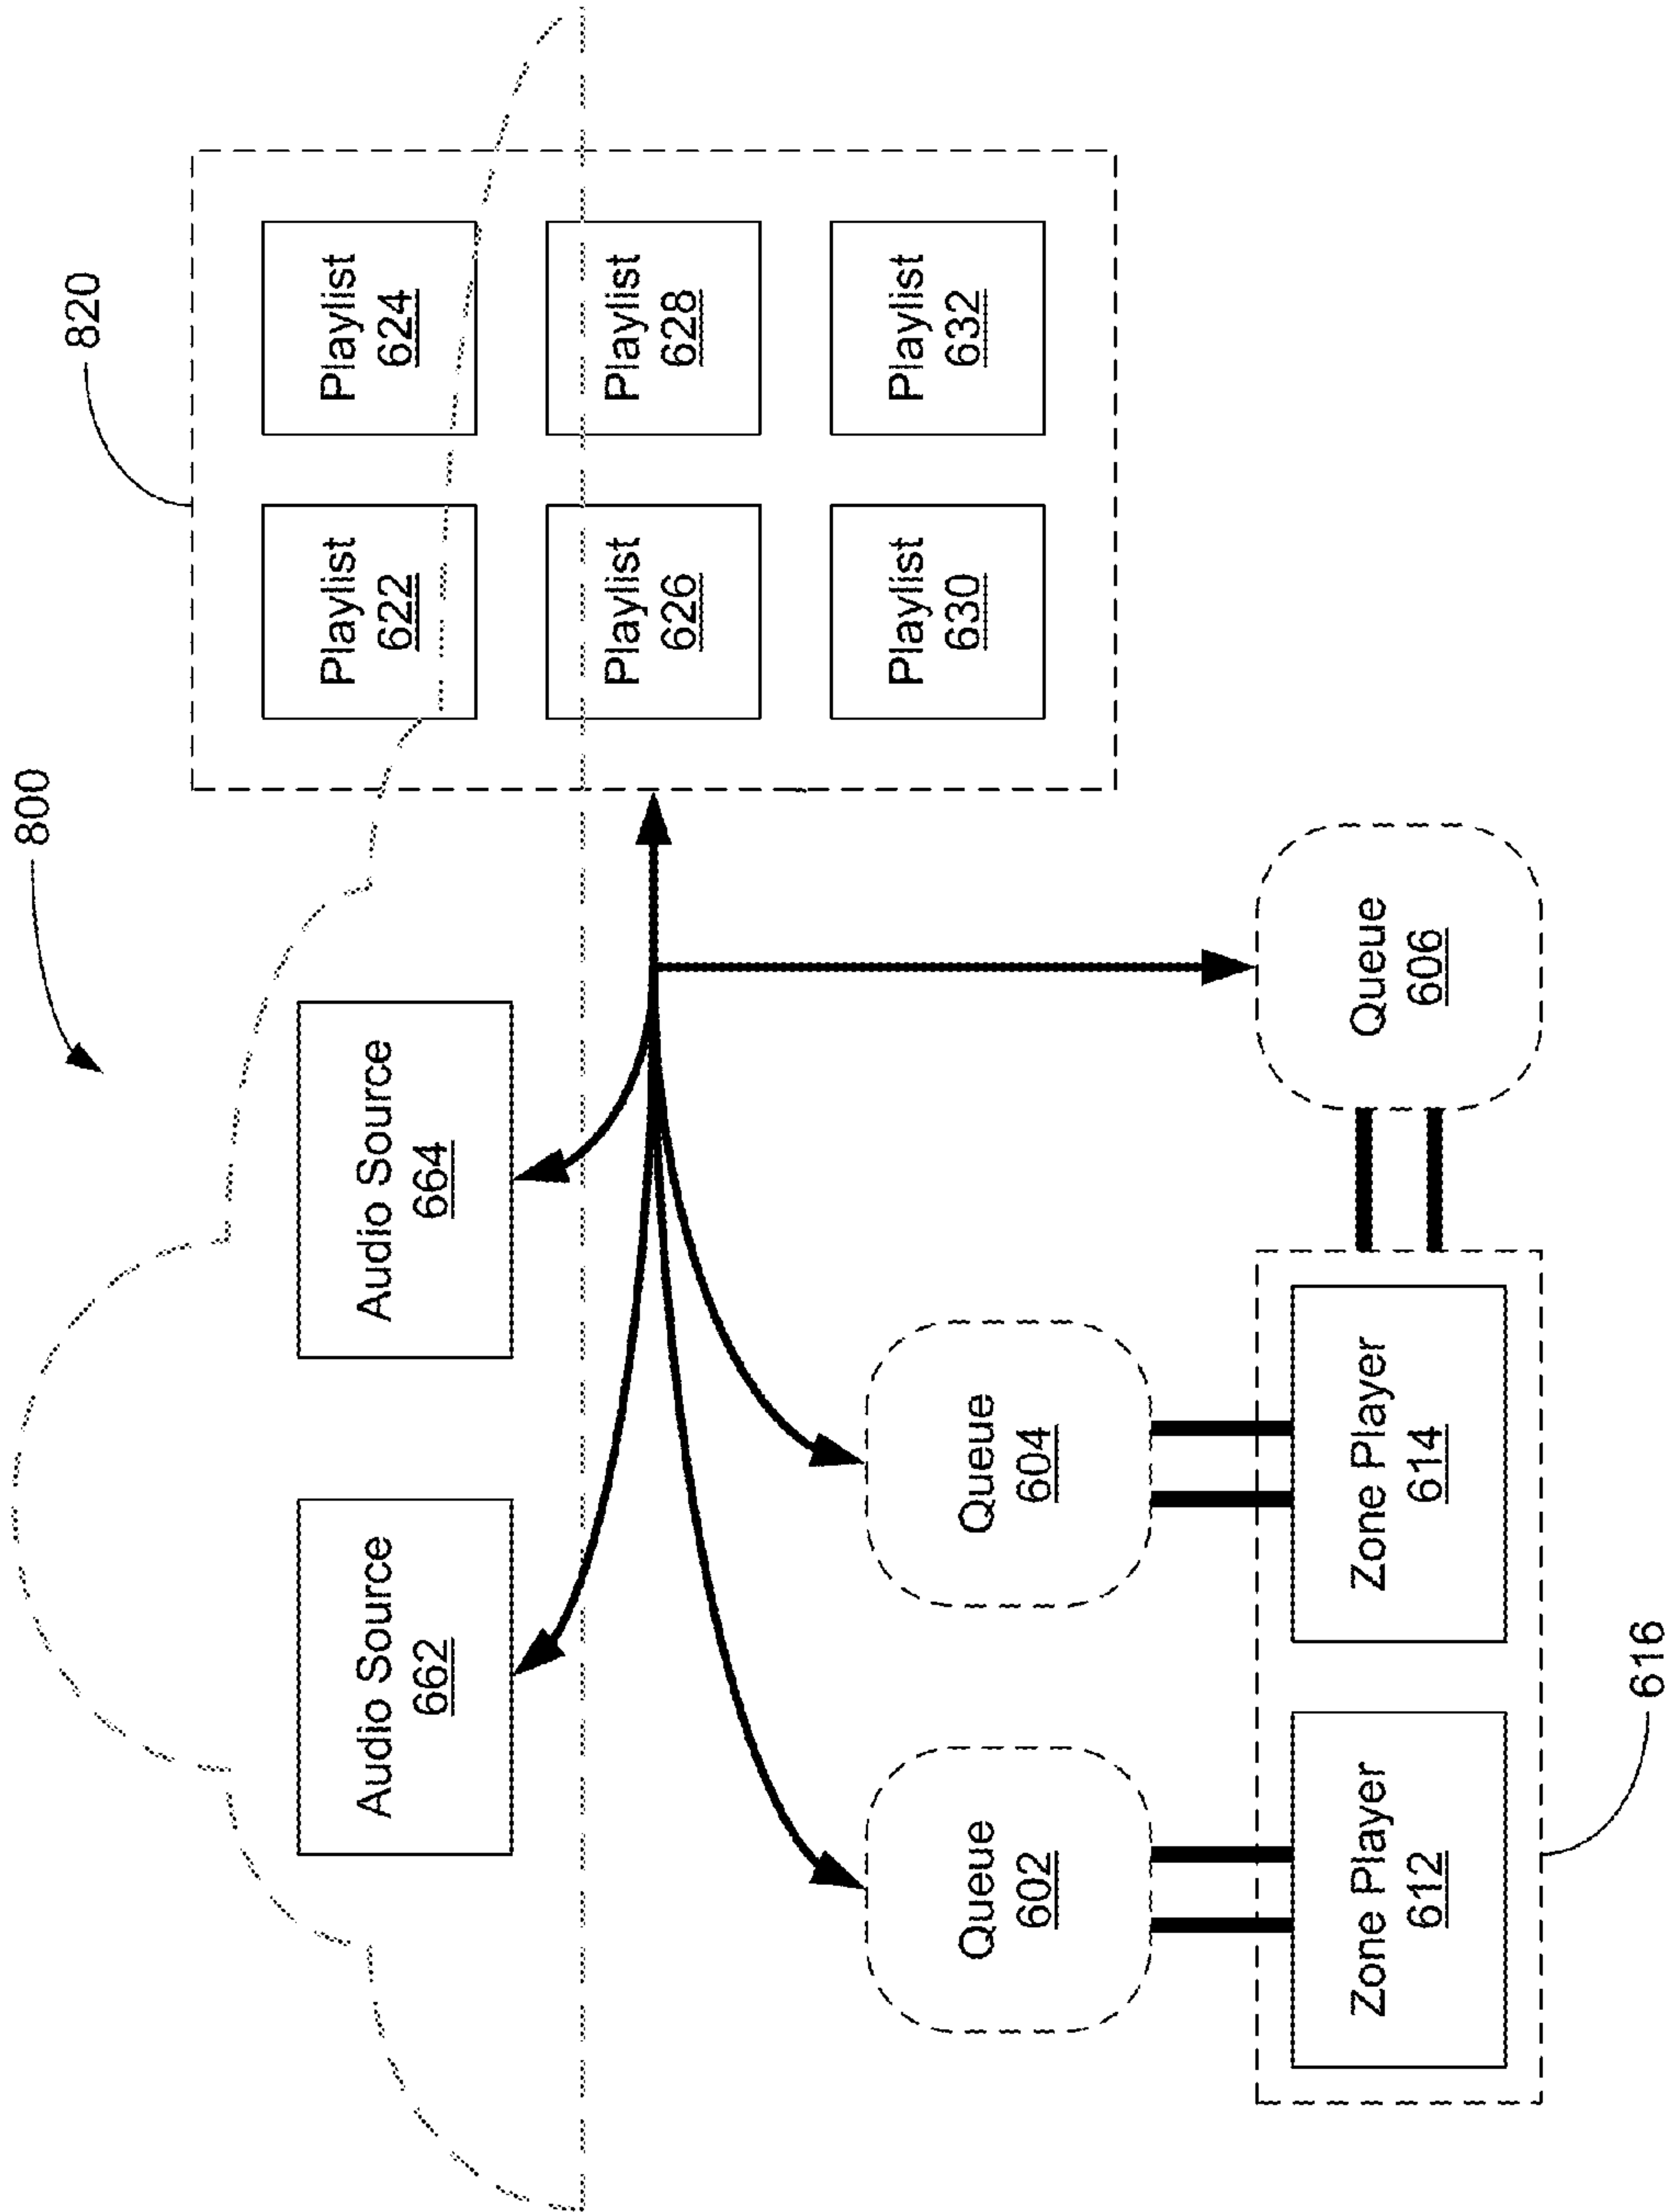 800
820
Audio Source
662
Audio Source
664
Playlist
622
Playlist
624
Playlist
626
Playlist
628
Playlist
630
Playlist
632
Queue
602
Queue
604
Queue
606
Zone Player
612
Zone Player
614
616